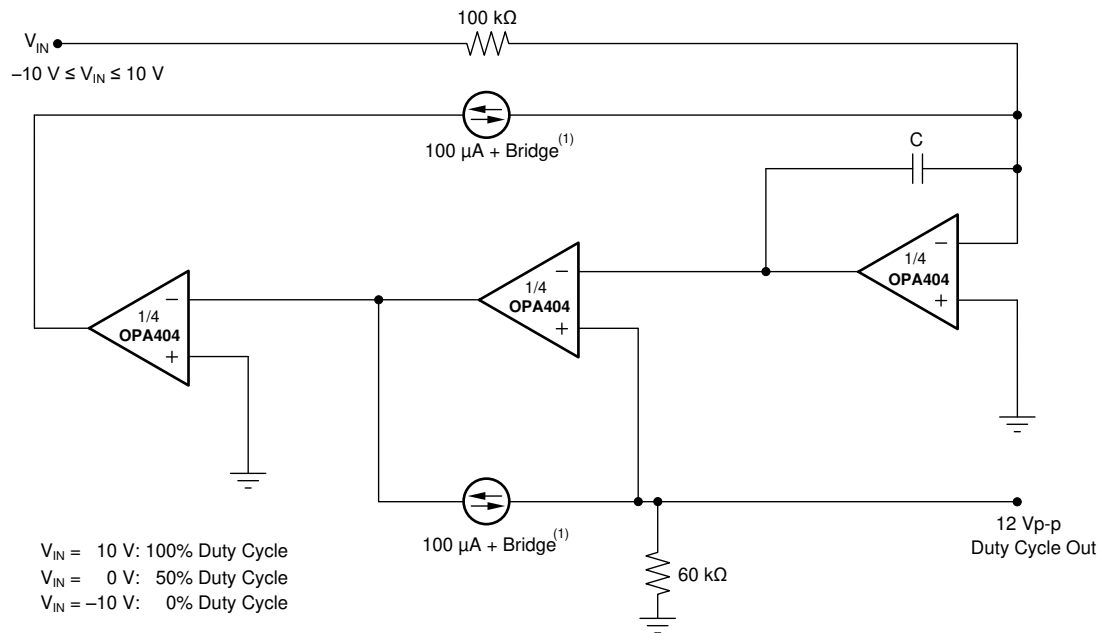 100 kΩ
V_IN
–10 V ≤ V_IN ≤ 10 V
100 µA + Bridge(1)
C
–
1/4
OPA404
+
–
1/4
OPA404
+
–
1/4
OPA404
+
12 Vp-p
Duty Cycle Out
100 µA + Bridge(1)
60 kΩ
V_IN = 10 V: 100% Duty Cycle
V_IN = 0 V: 50% Duty Cycle
V_IN = –10 V: 0% Duty Cycle